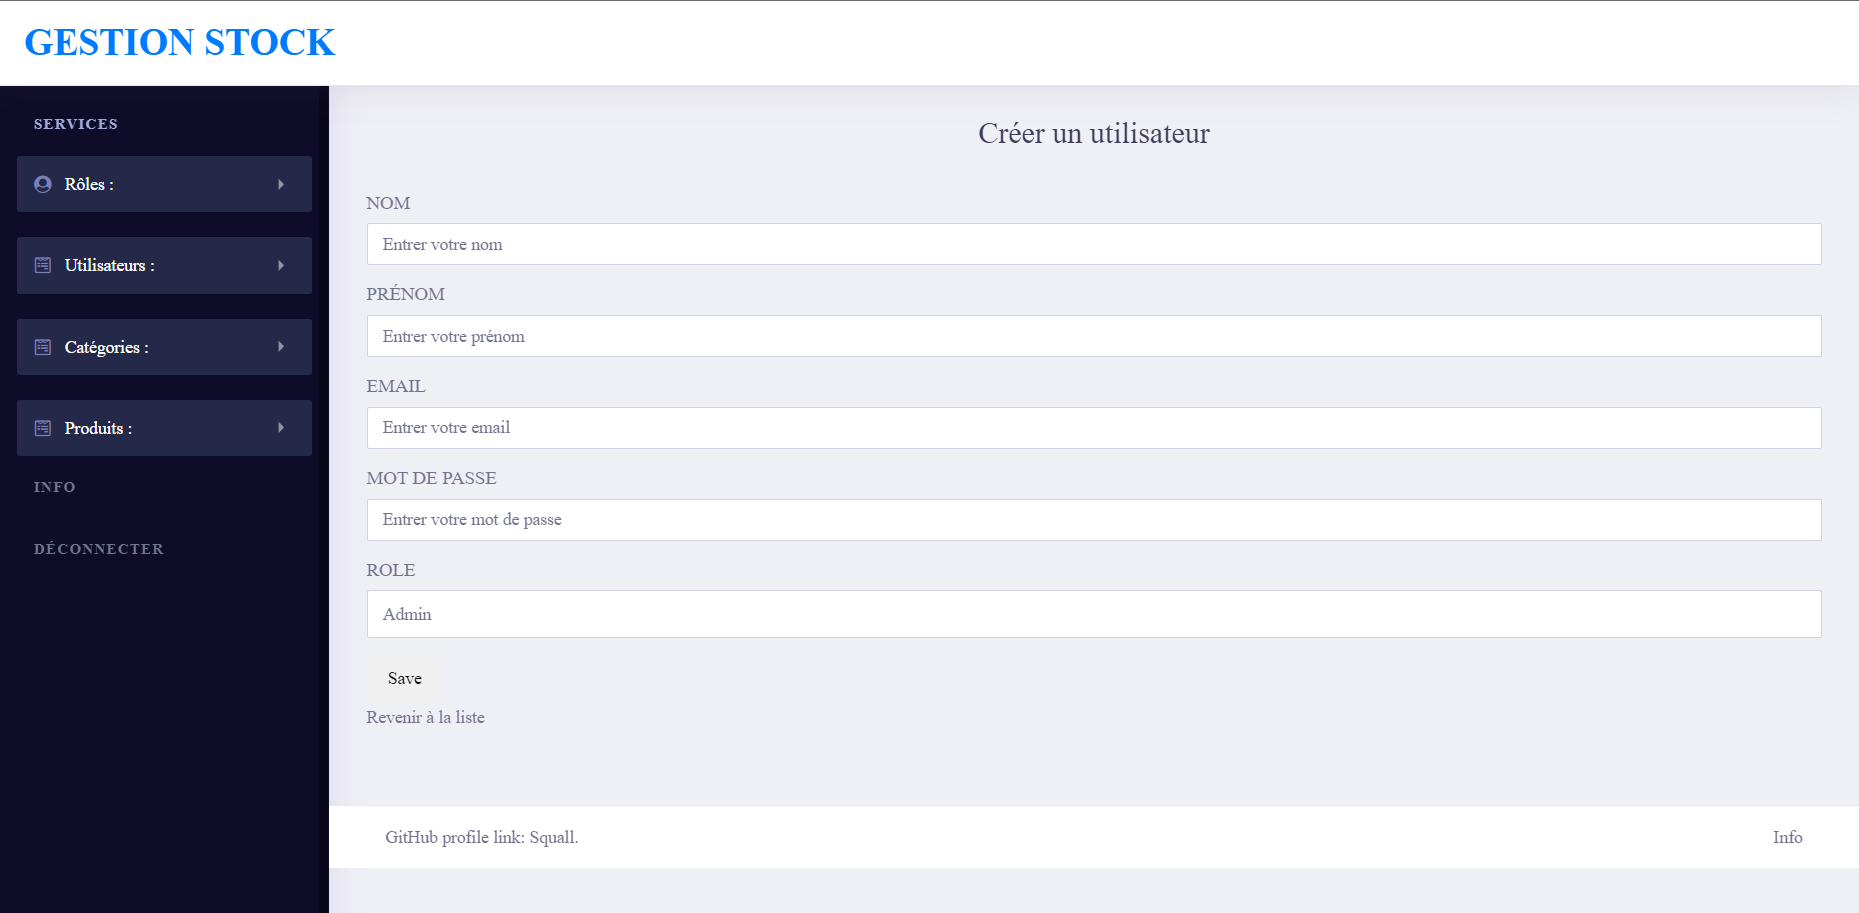 GESTION STOCK
SERVICES
Rôles :
Utilisateurs :
Catégories :
Produits :
INFO
DÉCONNECTER
Créer un utilisateur
NOM
Entrer votre nom
PRÉNOM
Entrer votre prénom
EMAIL
Entrer votre email
MOT DE PASSE
Entrer votre mot de passe
ROLE
Admin
Save
Revenir à la liste
GitHub profile link: Squall.
Info